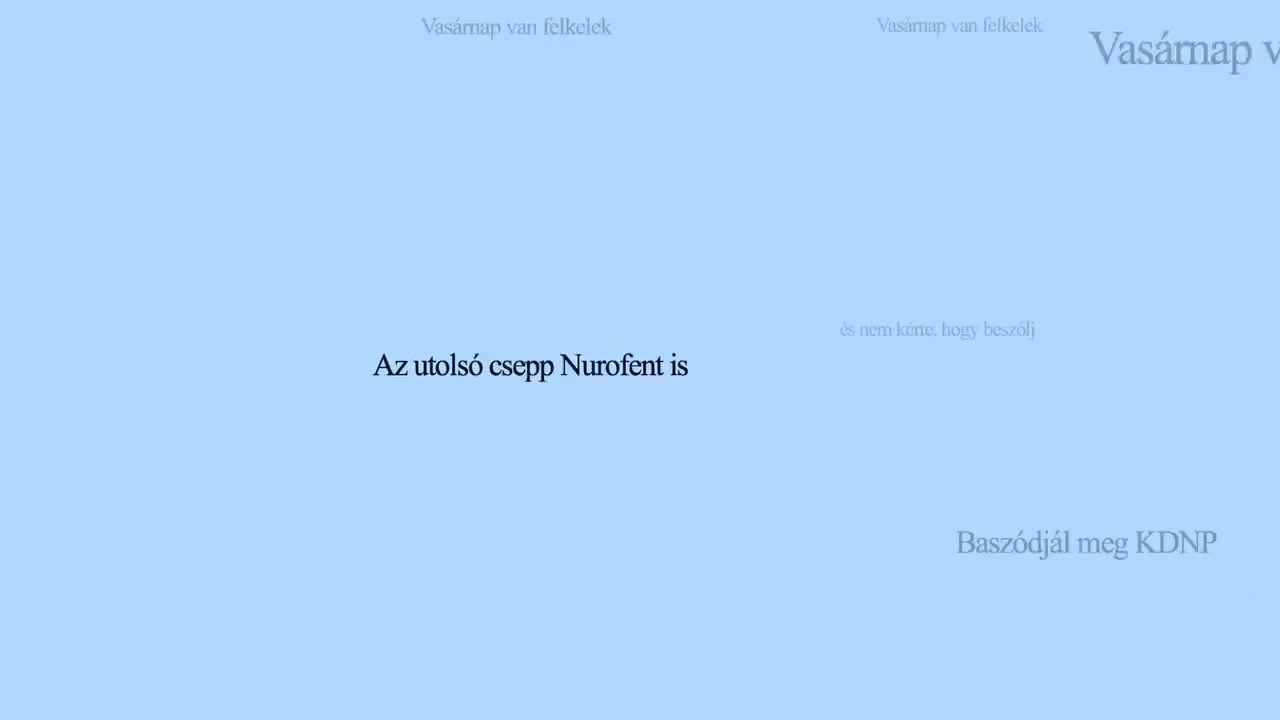 Vasárnap van felkelek
Vasárnap van felkelek
Vasárnap v
és nem kérte, hogy beszólj
Az utolsó csepp Nurofent is
Baszódjál meg KDNP